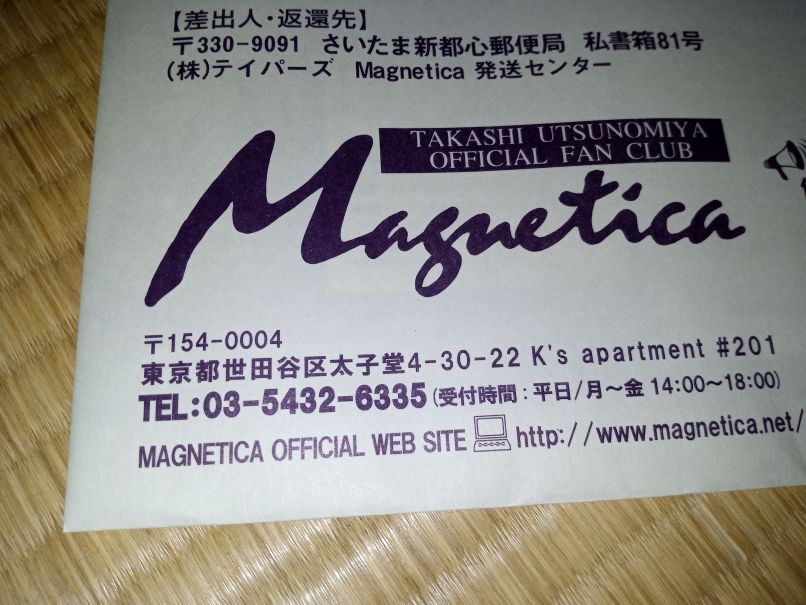 【差出人・返還先】
〒330-9091 さいたま新都心郵便局 私書箱81号
(株)テイパーズ Magnetica 発送センター
TAKASHI UTSUNOMIYA
OFFICIAL FAN CLUB
Magnetica
〒154-0004
東京都世田谷区太子堂4-30-22 K's apartment #201
TEL:03-5432-6335(受付時間:平日/月〜金 14:00〜18:00)
MAGNETICA OFFICIAL WEB SITE http://www.magnetica.net/